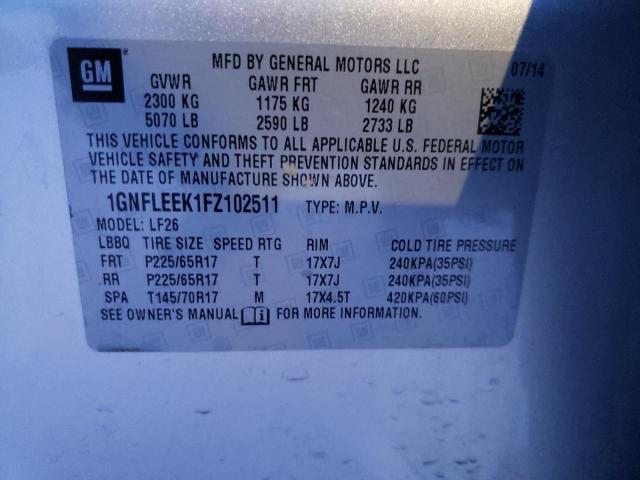 GM
MFD BY GENERAL MOTORS LLC 07/14
GVWR GAWR FRT GAWR RR
2300 KG 1175 KG 1240 KG
5070 LB 2590 LB 2733 LB
THIS VEHICLE CONFORMS TO ALL APPLICABLE U.S. FEDERAL MOTOR
VEHICLE SAFETY AND THEFT PREVENTION STANDARDS IN EFFECT ON
THE DATE OF MANUFACTURE SHOWN ABOVE.
1GNFLEEK1FZ102511 TYPE: M.P.V.
MODEL: LF26
LBBQ TIRE SIZE SPEED RTG RIM COLD TIRE PRESSURE
FRT P225/65R17 T 17X7J 240KPA(35PSI)
RR P225/65R17 T 17X7J 240KPA(35PSI)
SPA T145/70R17 M 17X4.5T 420KPA(60PSI)
SEE OWNER'S MANUAL i FOR MORE INFORMATION.